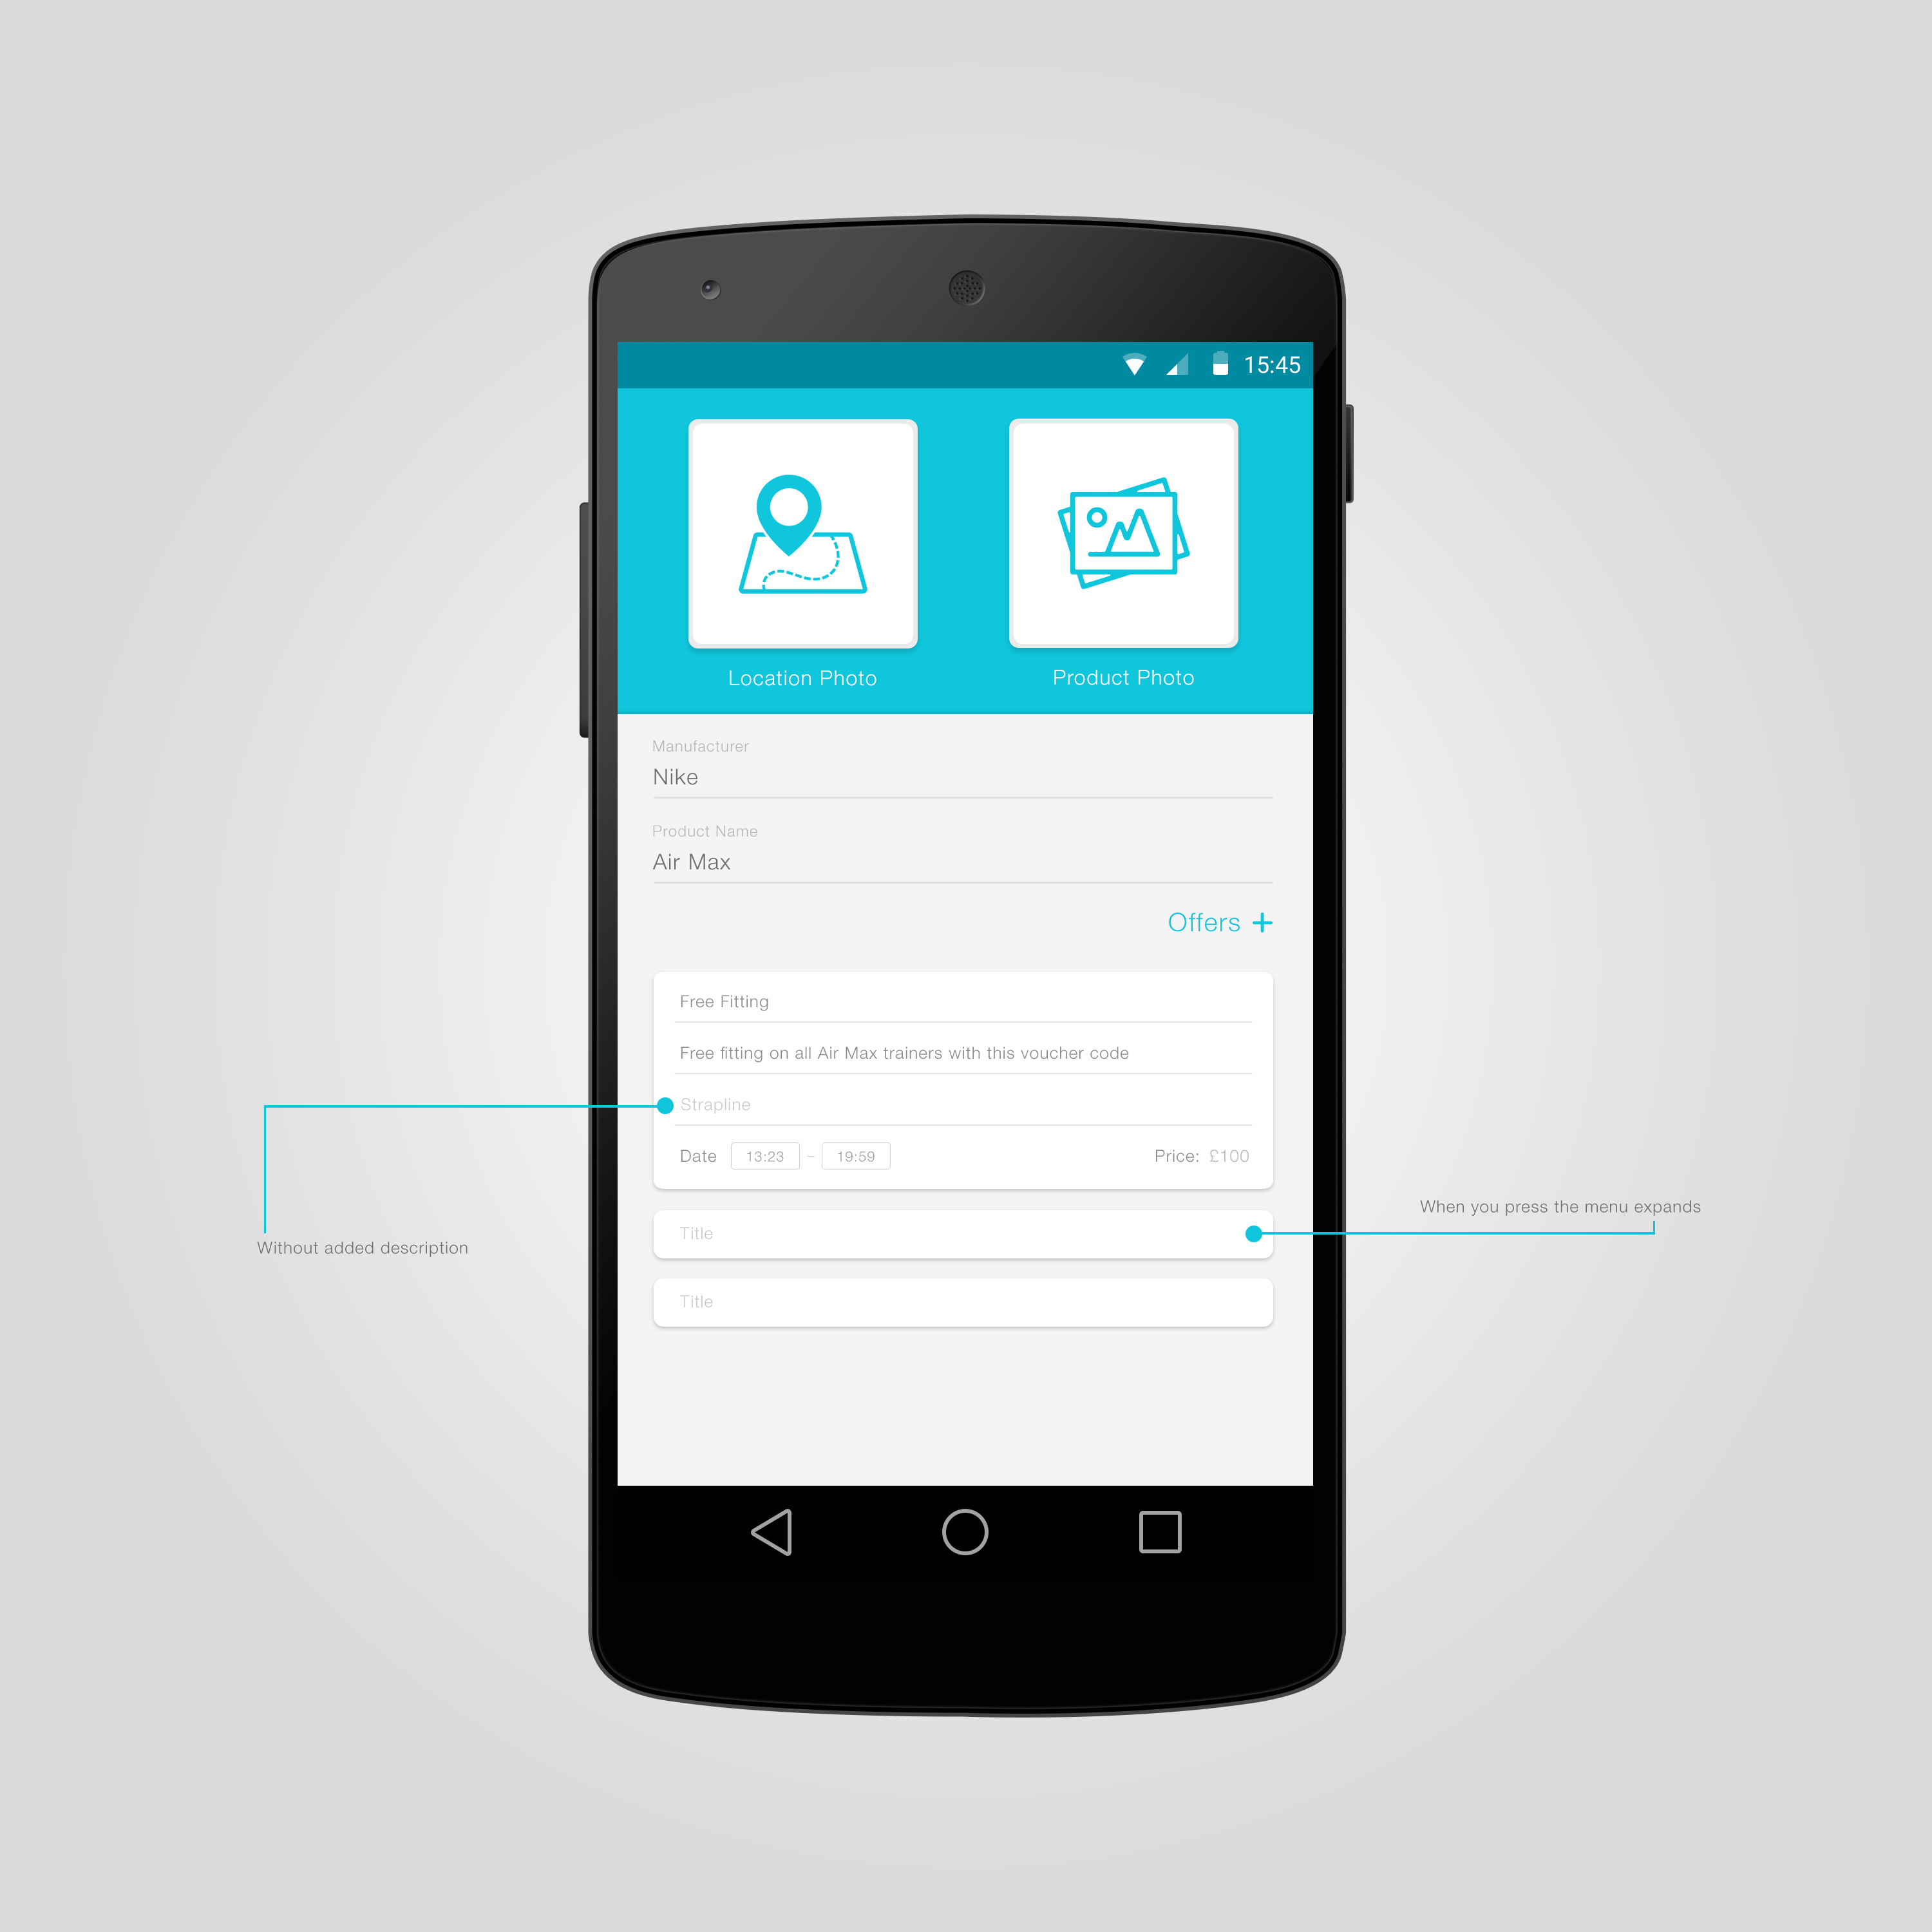 15:45
Location Photo
Product Photo
Manufacturer
Nike
Product Name
Air Max
Offers +
Free Fitting
Free fitting on all Air Max trainers with this voucher code
Strapline
Date 13:23 – 19:59 Price: £100
Title
Title
Without added description
When you press the menu expands